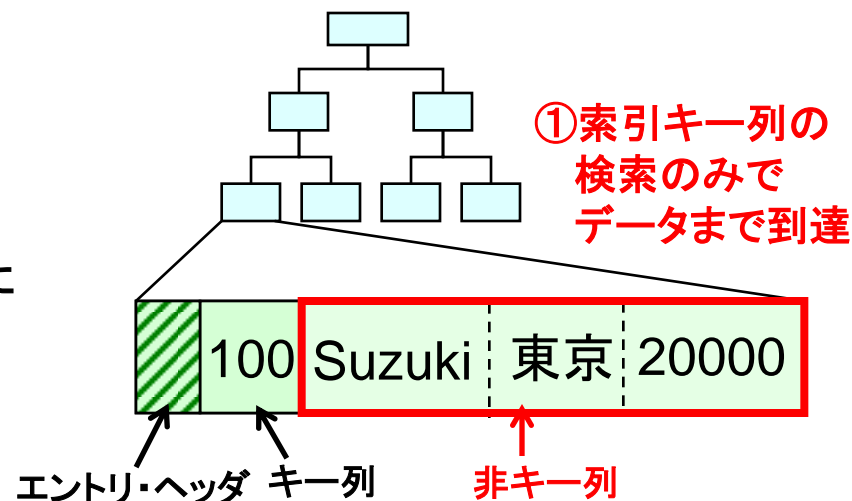 ①索引キー列の
検索のみで
データまで到達
に
100 Suzuki 東京 20000
エントリ・ヘッダ キー列 非キー列